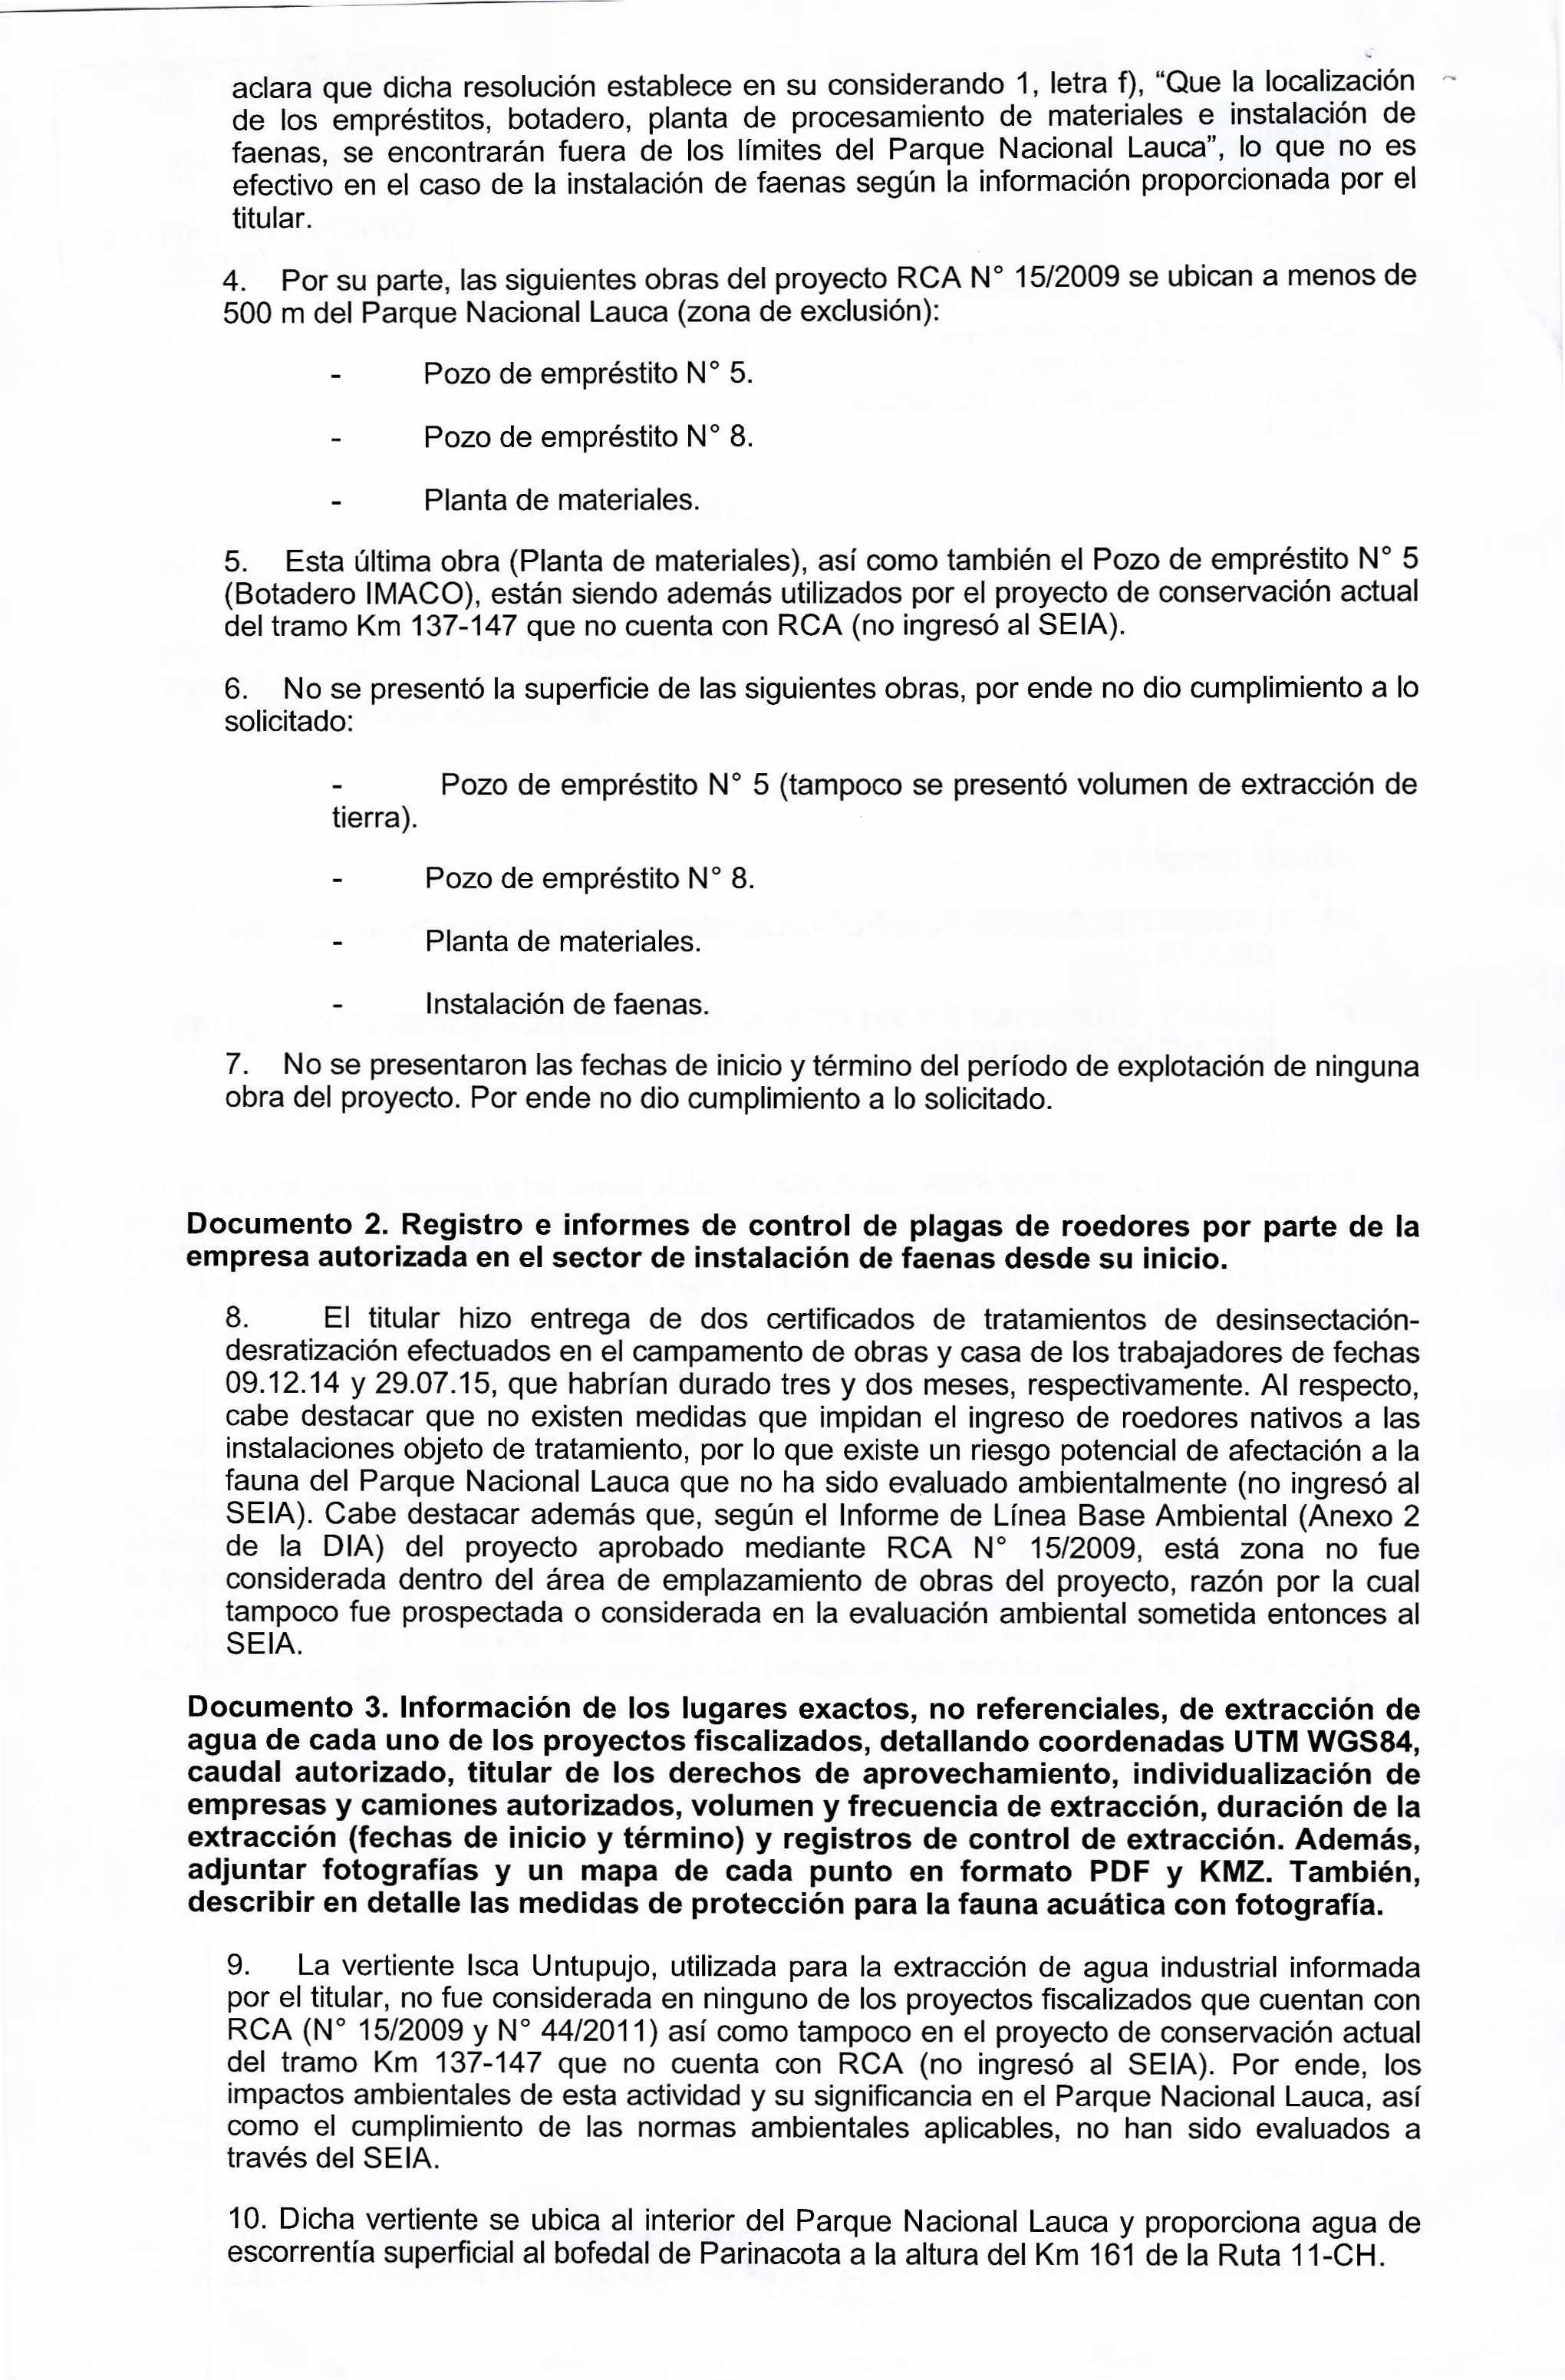 aclara que dicha resolución establece en su considerando 1, letra f), “Que la localización
de los empréstitos, botadero, planta de procesamiento de materiales e instalación de
faenas, se encontrarán fuera de los límites del Parque Nacional Lauca”, lo que no es
efectivo en el caso de la instalación de faenas según la información proporcionada por el
titular.
4. Por su parte, las siguientes obras del proyecto RCA N° 15/2009 se ubican a menos de
500 m del Parque Nacional Lauca (zona de exclusión):
- Pozo de empréstito N° 5.
- Pozo de empréstito N° 8.
- Planta de materiales.
5. Esta última obra (Planta de materiales), así como también el Pozo de empréstito N° 5
(Botadero IMACO), están siendo además utilizados por el proyecto de conservación actual
del tramo Km 137-147 que no cuenta con RCA (no ingresó al SEIA).
6. No se presentó la superficie de las siguientes obras, por ende no dio cumplimiento a lo
solicitado:
- Pozo de empréstito N° 5 (tampoco se presentó volumen de extracción de
tierra).
- Pozo de empréstito N° 8.
- Planta de materiales.
- Instalación de faenas.
7. No se presentaron las fechas de inicio y término del período de explotación de ninguna
obra del proyecto. Por ende no dio cumplimiento a lo solicitado.
Documento 2. Registro e informes de control de plagas de roedores por parte de la
empresa autorizada en el sector de instalación de faenas desde su inicio.
8. El titular hizo entrega de dos certificados de tratamientos de desinsectación-
desratización efectuados en el campamento de obras y casa de los trabajadores de fechas
09.12.14 y 29.07.15, que habrían durado tres y dos meses, respectivamente. Al respecto,
cabe destacar que no existen medidas que impidan el ingreso de roedores nativos a las
instalaciones objeto de tratamiento, por lo que existe un riesgo potencial de afectación a la
fauna del Parque Nacional Lauca que no ha sido evaluado ambientalmente (no ingresó al
SEIA). Cabe destacar además que, según el Informe de Línea Base Ambiental (Anexo 2
de la DIA) del proyecto aprobado mediante RCA N° 15/2009, está zona no fue
considerada dentro del área de emplazamiento de obras del proyecto, razón por la cual
tampoco fue prospectada o considerada en la evaluación ambiental sometida entonces al
SEIA.
Documento 3. Información de los lugares exactos, no referenciales, de extracción de
agua de cada uno de los proyectos fiscalizados, detallando coordenadas UTM WGS84,
caudal autorizado, titular de los derechos de aprovechamiento, individualización de
empresas y camiones autorizados, volumen y frecuencia de extracción, duración de la
extracción (fechas de inicio y término) y registros de control de extracción. Además,
adjuntar fotografías y un mapa de cada punto en formato PDF y KMZ. También,
describir en detalle las medidas de protección para la fauna acuática con fotografía.
9. La vertiente Isca Untupujo, utilizada para la extracción de agua industrial informada
por el titular, no fue considerada en ninguno de los proyectos fiscalizados que cuentan con
RCA (N° 15/2009 y N° 44/2011) así como tampoco en el proyecto de conservación actual
del tramo Km 137-147 que no cuenta con RCA (no ingresó al SEIA). Por ende, los
impactos ambientales de esta actividad y su significancia en el Parque Nacional Lauca, así
como el cumplimiento de las normas ambientales aplicables, no han sido evaluados a
través del SEIA.
10. Dicha vertiente se ubica al interior del Parque Nacional Lauca y proporciona agua de
escorrentía superficial al bofedal de Parinacota a la altura del Km 161 de la Ruta 11-CH.